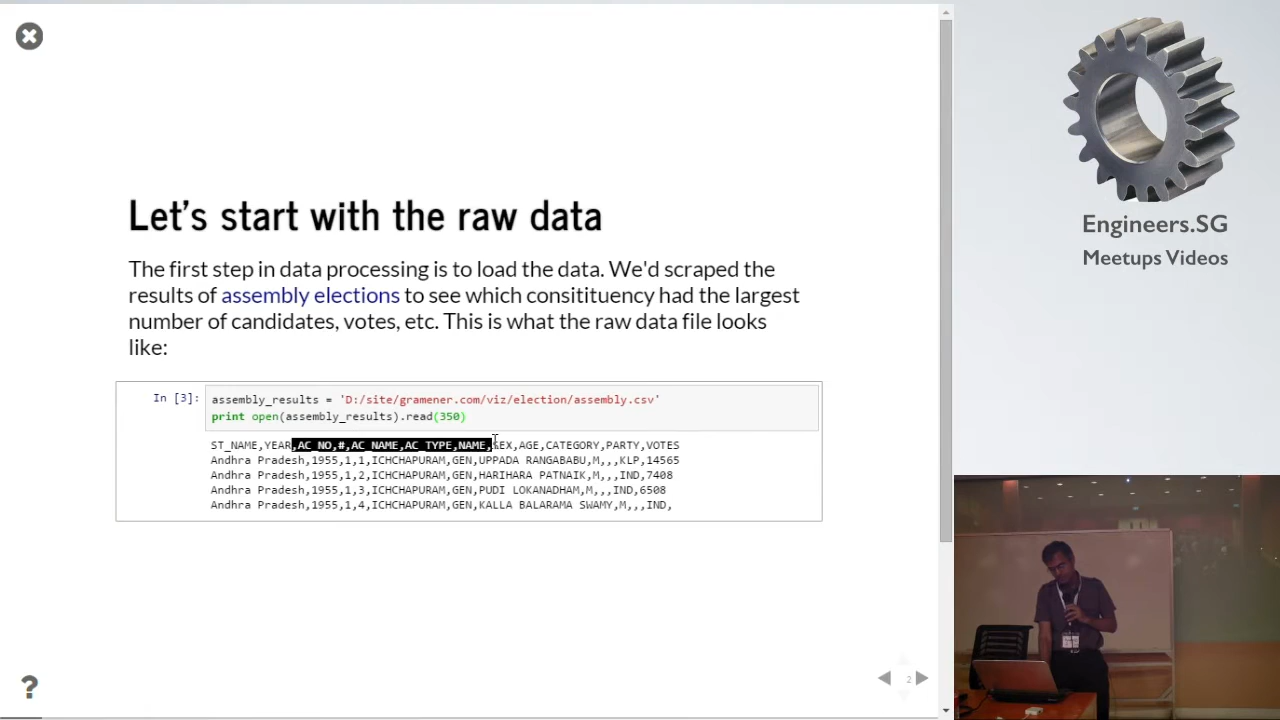 Let's start with the raw data
The first step in data processing is to load the data. We'd scraped the
results of assembly elections to see which consitituency had the largest
number of candidates, votes, etc. This is what the raw data file looks
like:
In [3]:
assembly_results = 'D:/site/gramener.com/viz/election/assembly.csv'
print open(assembly_results).read(350)
ST_NAME,YEAR,AC_NO,#,AC_NAME,AC_TYPE,NAME,SEX,AGE,CATEGORY,PARTY,VOTES
Andhra Pradesh,1955,1,1,ICHCHAPURAM,GEN,UPPADA RANGABABU,M,,,KLP,14565
Andhra Pradesh,1955,1,2,ICHCHAPURAM,GEN,HARIHARA PATNAIK,M,,,IND,7408
Andhra Pradesh,1955,1,3,ICHCHAPURAM,GEN,PUDI LOKANADHAM,M,,,IND,6508
Andhra Pradesh,1955,1,4,ICHCHAPURAM,GEN,KALLA BALARAMA SWAMY,M,,,IND,
?
2
Engineers.SG
Meetups Videos